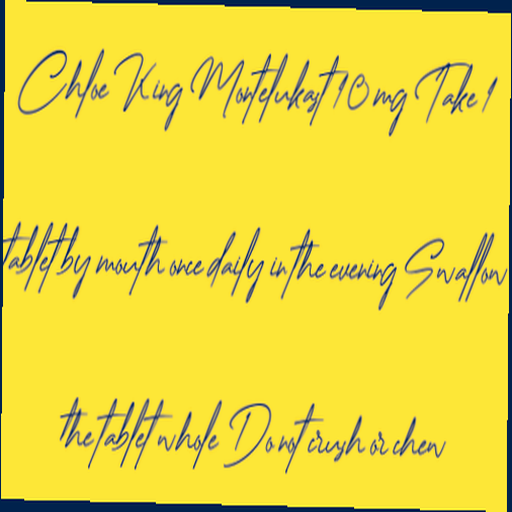 Chloe King Montelukast 10 mg Take 1
tablet by mouth once daily in the evening Swallow
the tablet whole Do not crush or chew